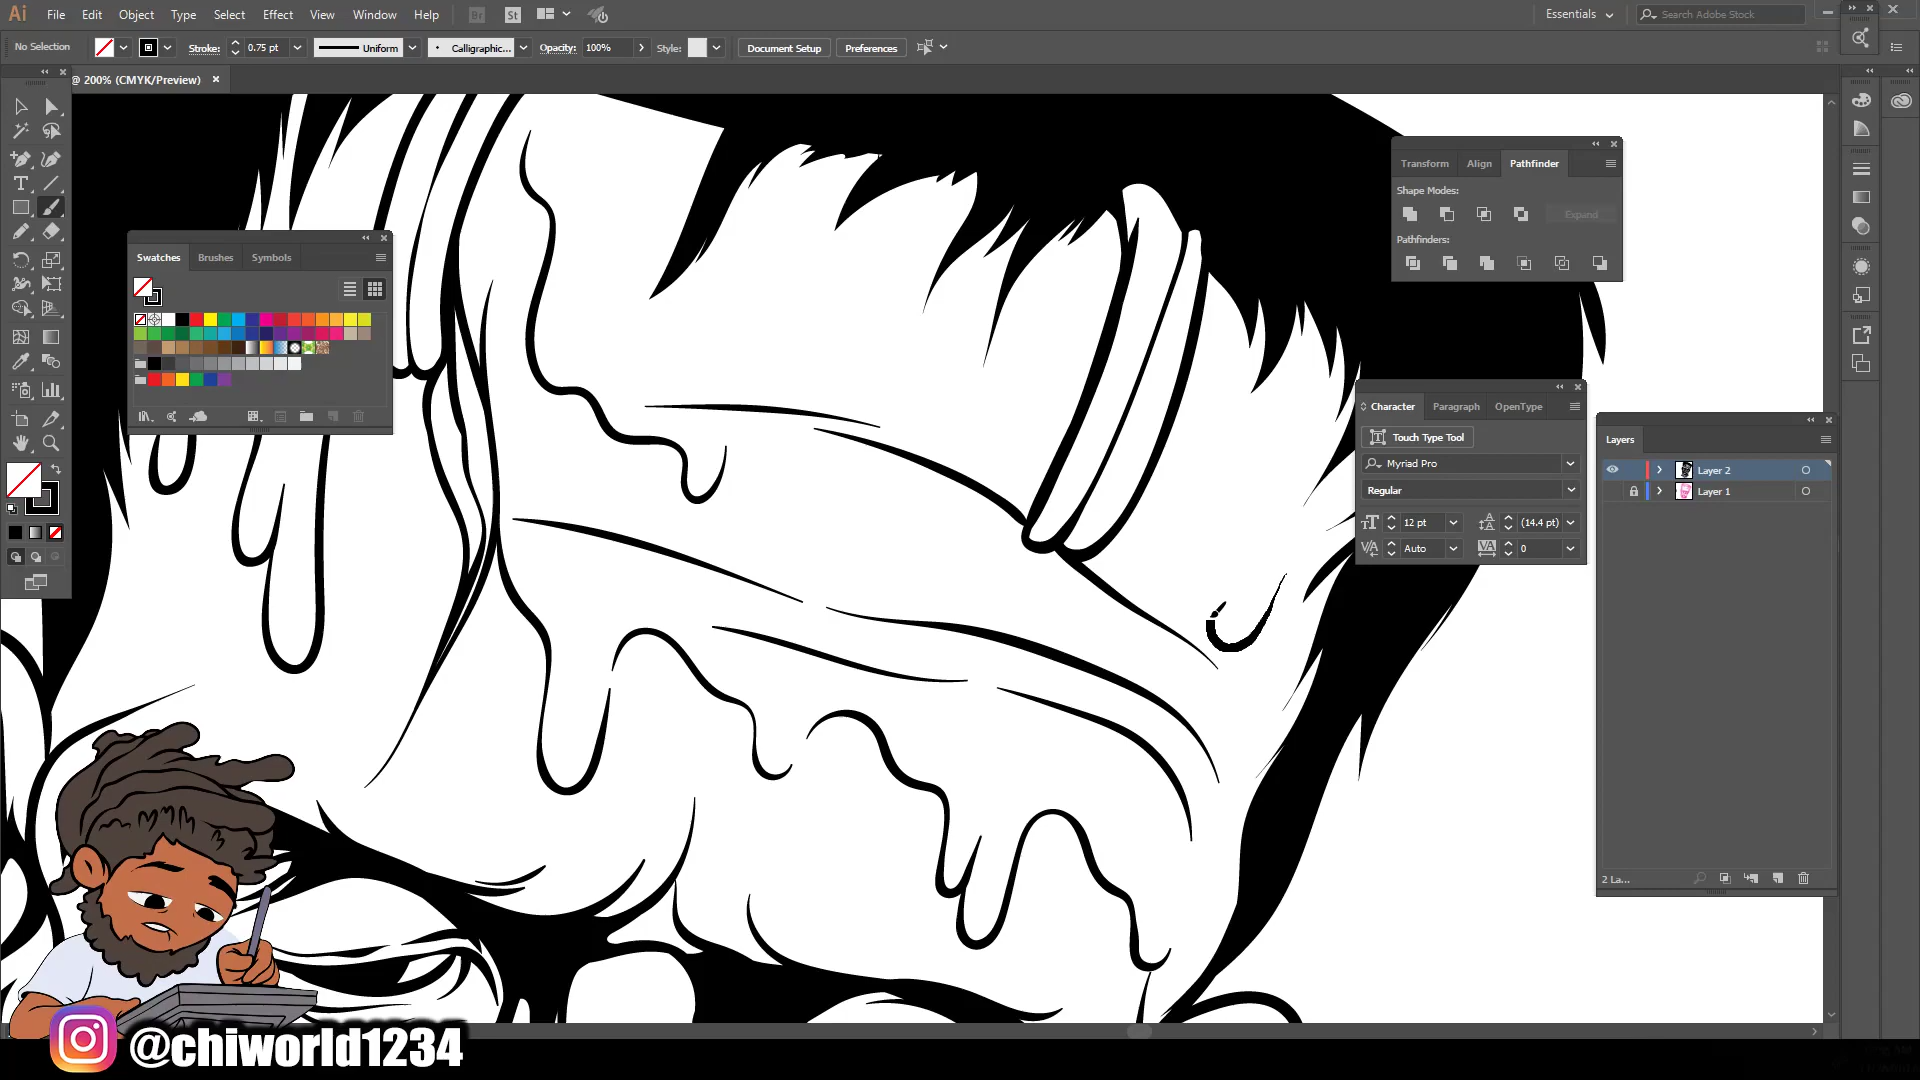 Ai File Edit Object Type Select Effect View Window Help Br St Essentials Search Adobe Stock
No Selection Stroke: 0.75 pt Uniform Calligraphic... Opacity: 100% Style: Document Setup Preferences
@ 200% (CMYK/Preview)
Transform Align Pathfinder
Shape Modes:
Expand
Pathfinders:
Swatches Brushes Symbols
Character Paragraph OpenType
Touch Type Tool
Myriad Pro
Regular
12 pt (14.4 pt)
Auto 0
Layers
Layer 2
Layer 1
2 La...
@chiworld1234